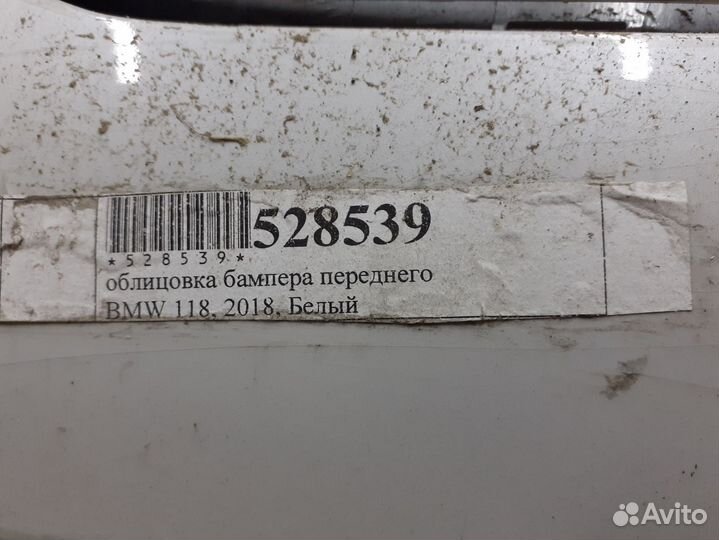 528539
*528539*
облицовка бампера переднего
BMW 118, 2018, Белый
Avito